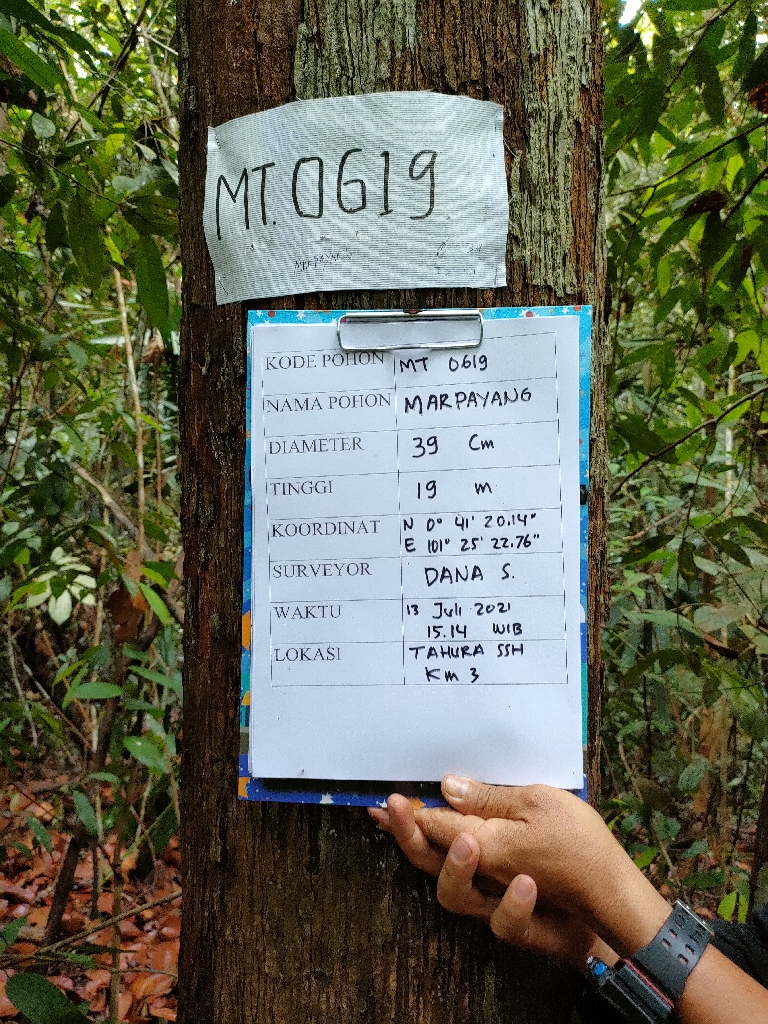 MT. 0619
KODE POHON MT 0619
NAMA POHON MARPAYANG
DIAMETER 39 Cm
TINGGI 19 m
KOORDINAT N 0° 41' 20.14"
E 101° 25' 22.76"
SURVEYOR DANA S.
WAKTU 13 Juli 2021
15.14 WIB
LOKASI TAHURA SSH
Km 3